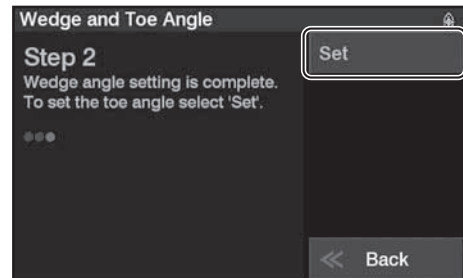 Wedge and Toe Angle
Step 2
Wedge angle setting is complete.
To set the toe angle select 'Set'.
Set
Back